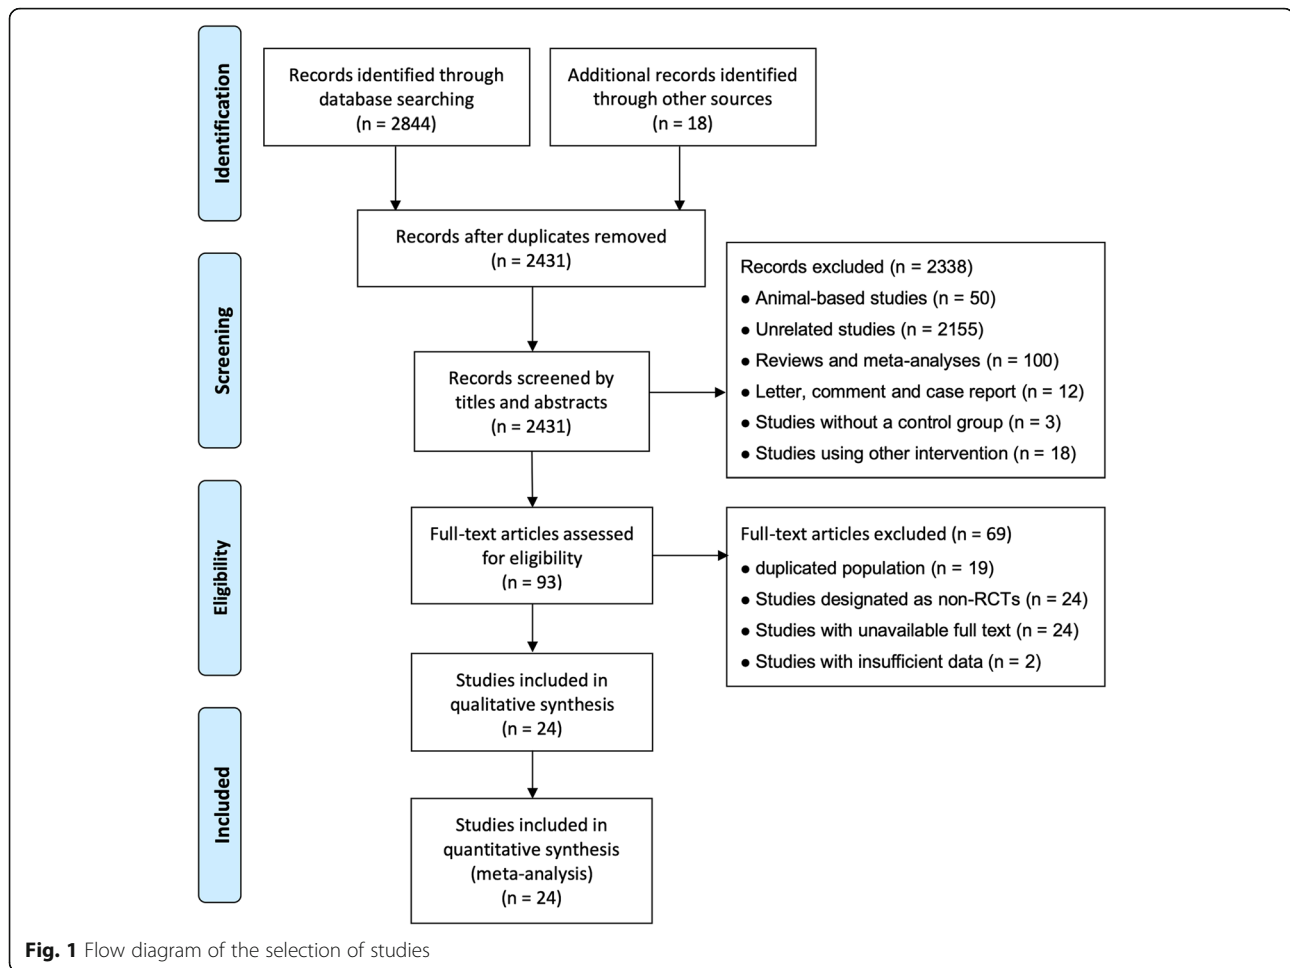 Identification
Records identified through
database searching
(n = 2844)
Additional records identified
through other sources
(n = 18)
Records after duplicates removed
(n = 2431)
Screening
Records screened by
titles and abstracts
(n = 2431)
Records excluded (n = 2338)
● Animal-based studies (n = 50)
● Unrelated studies (n = 2155)
● Reviews and meta-analyses (n = 100)
● Letter, comment and case report (n = 12)
● Studies without a control group (n = 3)
● Studies using other intervention (n = 18)
Eligibility
Full-text articles assessed
for eligibility
(n = 93)
Full-text articles excluded (n = 69)
● duplicated population (n = 19)
● Studies designated as non-RCTs (n = 24)
● Studies with unavailable full text (n = 24)
● Studies with insufficient data (n = 2)
Studies included in
qualitative synthesis
(n = 24)
Included
Studies included in
quantitative synthesis
(meta-analysis)
(n = 24)
Fig. 1 Flow diagram of the selection of studies